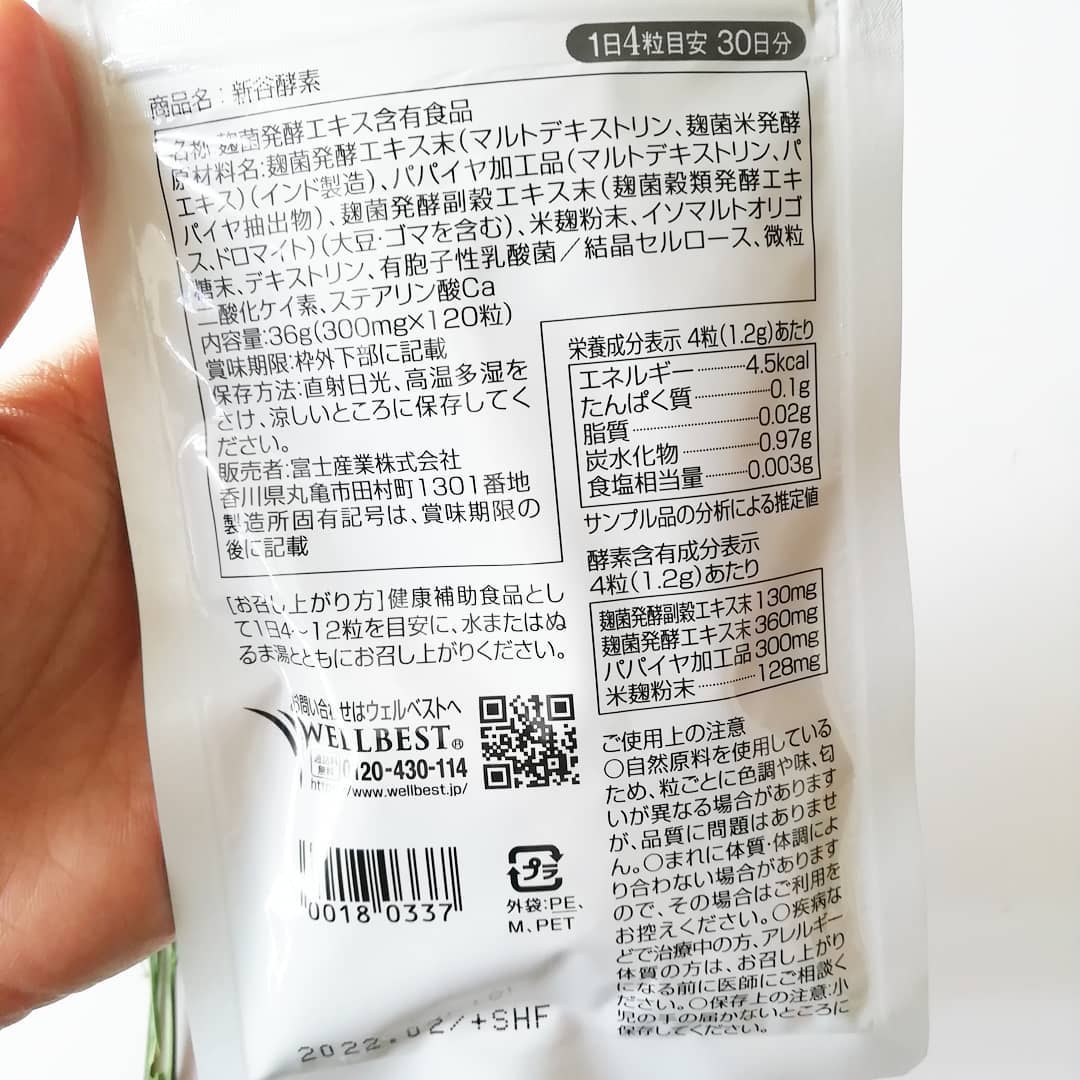 1日4粒目安 30日分
商品名：新谷酵素
名称:麹菌発酵エキス含有食品
原材料名:麹菌発酵エキス末(マルトデキストリン、麹菌米発酵
エキス)(インド製造)、パパイヤ加工品(マルトデキストリン、パ
パイヤ抽出物)、麹菌発酵副穀エキス末(麹菌穀類発酵エキ
ス、ドロマイト)(大豆・ゴマを含む)、米麹粉末、イソマルトオリゴ
糖末、デキストリン、有胞子性乳酸菌／結晶セルロース、微粒
二酸化ケイ素、ステアリン酸Ca
内容量:36g(300mg×120粒)
賞味期限:枠外下部に記載
保存方法:直射日光、高温多湿を
さけ、涼しいところに保存してく
ださい。
販売者:富士産業株式会社
香川県丸亀市田村町1301番地
製造所固有記号は、賞味期限の
後に記載
栄養成分表示 4粒(1.2g)あたり
エネルギー……………4.5kcal
たんぱく質……………0.1g
脂質……………0.02g
炭水化物……………0.97g
食塩相当量……………0.003g
サンプル品の分析による推定値
酵素含有成分表示
4粒(1.2g)あたり
麹菌発酵副穀エキス末130mg
麹菌発酵エキス末360mg
パパイヤ加工品300mg
米麹粉末………128mg
[お召し上がり方]健康補助食品とし
て1日4〜12粒を目安に、水またはぬ
るま湯とともにお召し上がりください。
お問い合せはウェルベストへ
WELLBEST®
通話料無料 0120-430-114
http://www.wellbest.jp/
0018 0337
プラ
外袋:PE、
M、PET
ご使用上の注意
○自然原料を使用している
ため、粒ごとに色調や味、匂
いが異なる場合があります
が、品質に問題はありませ
ん。○まれに体質・体調によ
り合わない場合があります
ので、その場合はご利用を
お控えください。○疾病な
どで治療中の方、アレルギー
体質の方は、お召し上がり
になる前に医師にご相談く
ださい。○保存上の注意:小
児の手の届かないところに
保存してください。
2022.02/+SHF